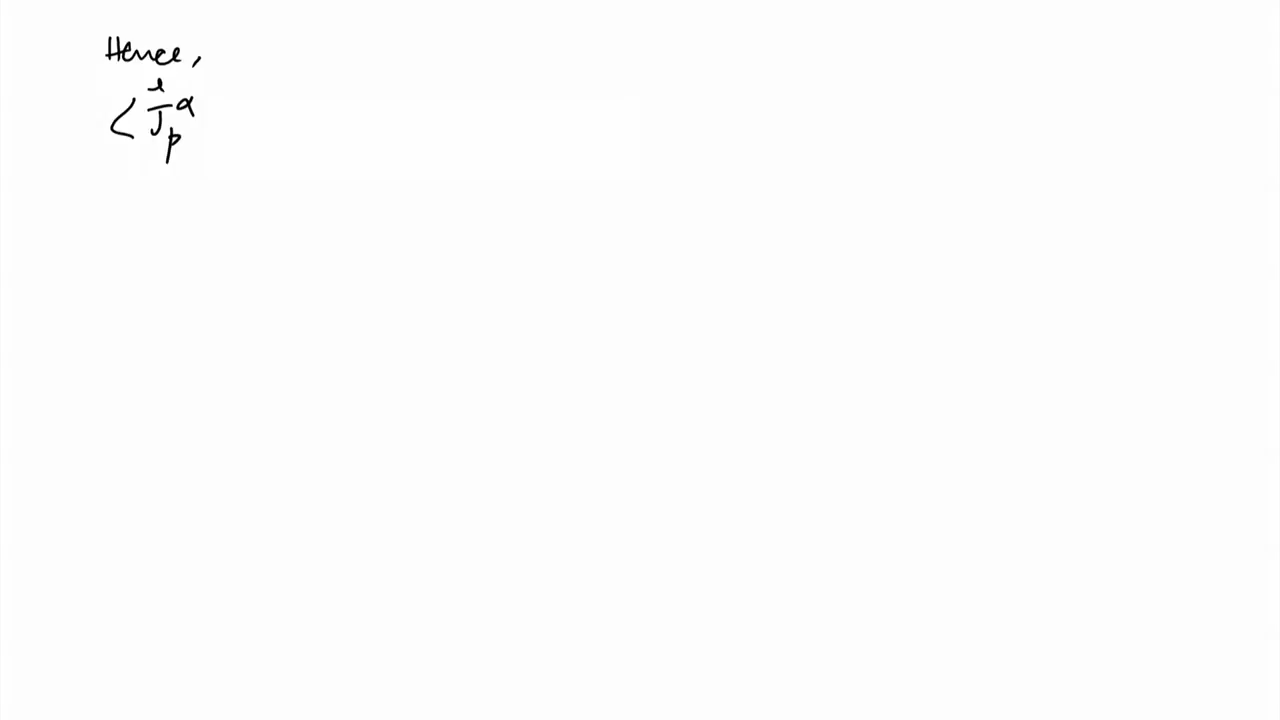 Hence,
< J̄_p^α